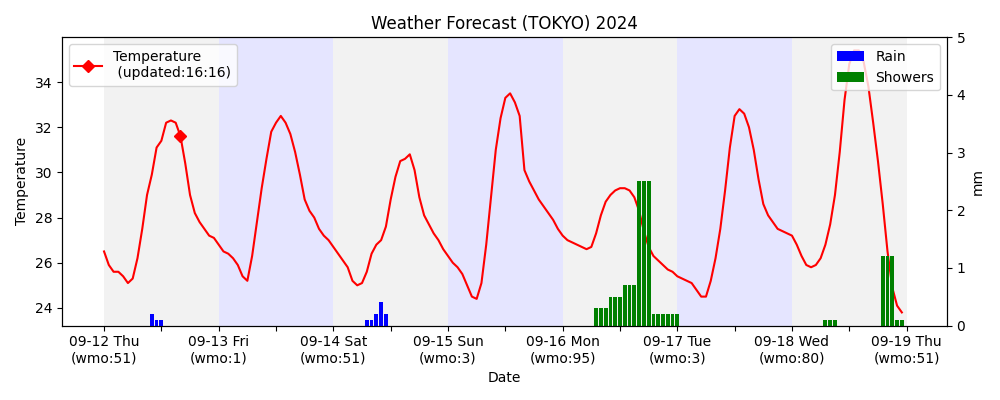 Weather Forecast (TOKYO) 2024
Temperature
(updated:16:16)
Rain
Showers
Temperature
34
32
30
28
26
24
5
4
3
2
1
0
mm
09-12 Thu
(wmo:51)
09-13 Fri
(wmo:1)
09-14 Sat
(wmo:51)
09-15 Sun
(wmo:3)
09-16 Mon
(wmo:95)
09-17 Tue
(wmo:3)
09-18 Wed
(wmo:80)
09-19 Thu
(wmo:51)
Date